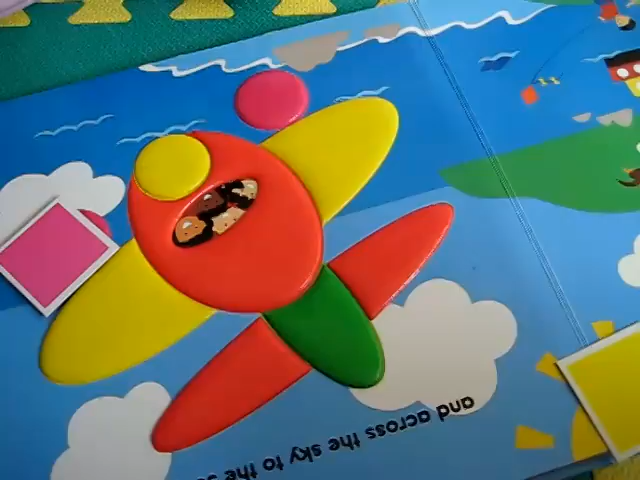 and across the sky to the